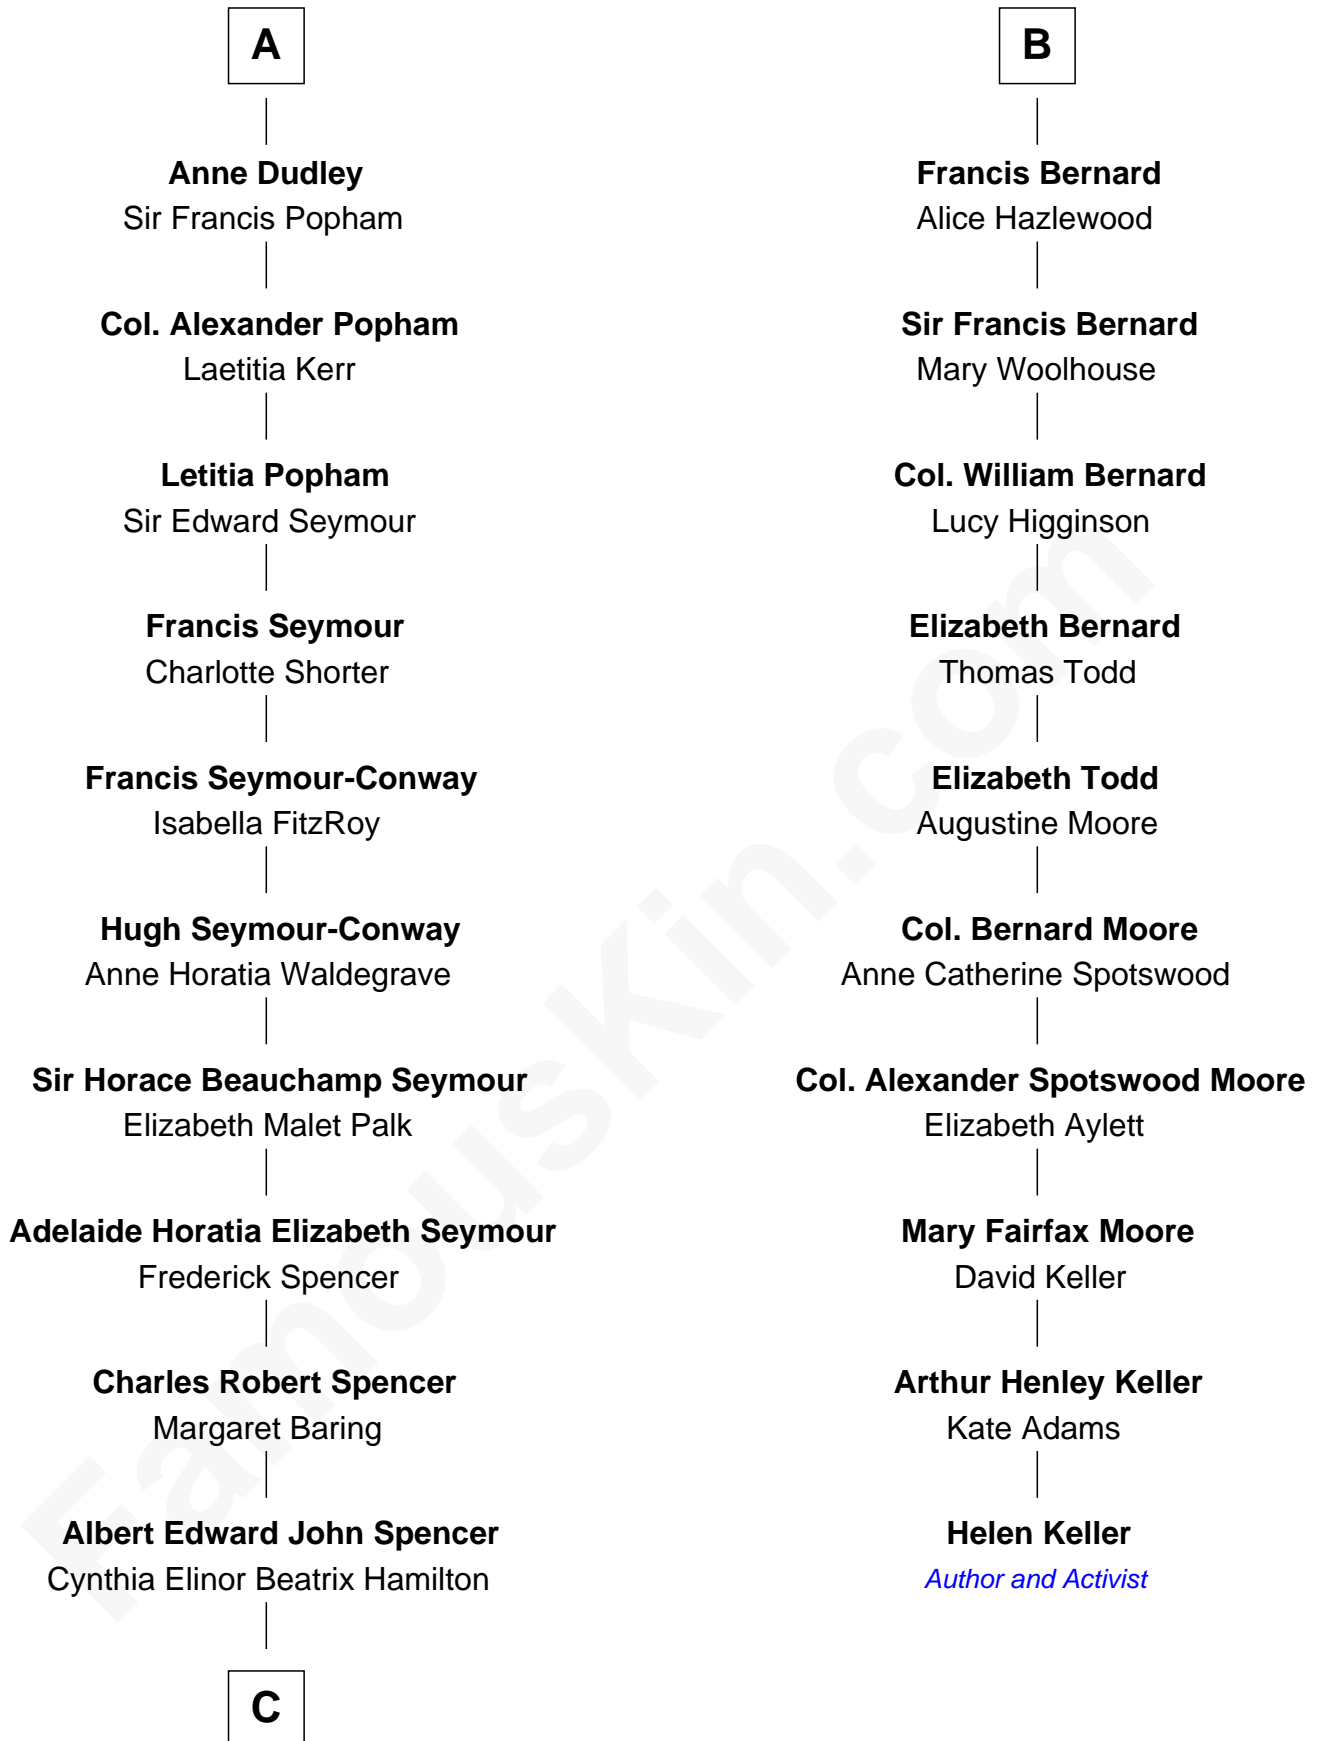 A
Anne Dudley
Sir Francis Popham
Col. Alexander Popham
Laetitia Kerr
Letitia Popham
Sir Edward Seymour
Francis Seymour
Charlotte Shorter
Francis Seymour-Conway
Isabella FitzRoy
Hugh Seymour-Conway
Anne Horatia Waldegrave
Sir Horace Beauchamp Seymour
Elizabeth Malet Palk
Adelaide Horatia Elizabeth Seymour
Frederick Spencer
Charles Robert Spencer
Margaret Baring
Albert Edward John Spencer
Cynthia Elinor Beatrix Hamilton
C
B
Francis Bernard
Alice Hazlewood
Sir Francis Bernard
Mary Woolhouse
Col. William Bernard
Lucy Higginson
Elizabeth Bernard
Thomas Todd
Elizabeth Todd
Augustine Moore
Col. Bernard Moore
Anne Catherine Spotswood
Col. Alexander Spotswood Moore
Elizabeth Aylett
Mary Fairfax Moore
David Keller
Arthur Henley Keller
Kate Adams
Helen Keller
Author and Activist
FamousKin.com